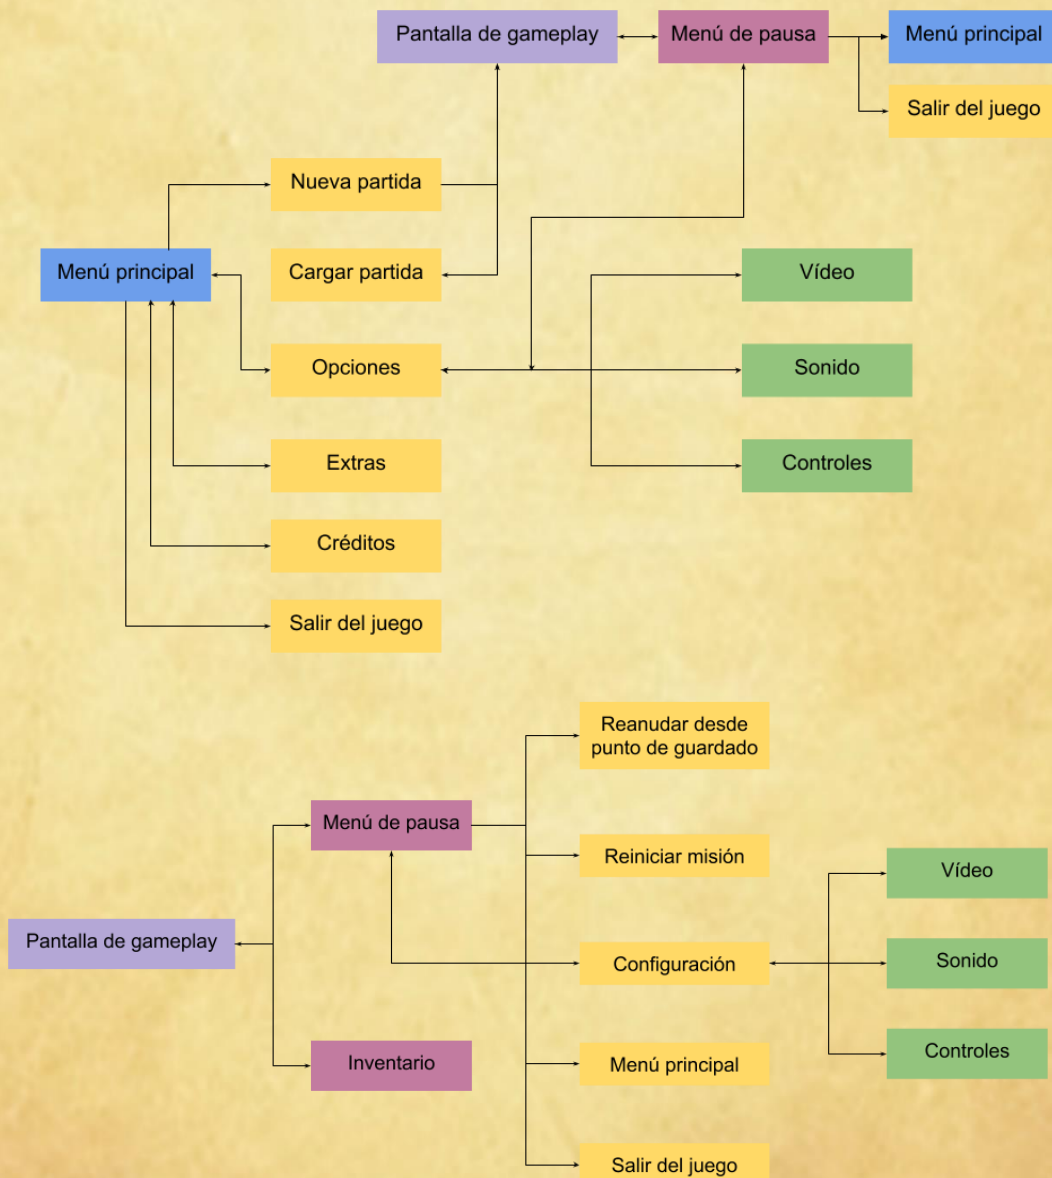 Pantalla de gameplay
Menú de pausa
Menú principal
Salir del juego
Nueva partida
Menú principal
Cargar partida
Vídeo
Opciones
Sonido
Extras
Controles
Créditos
Salir del juego
Reanudar desde
punto de guardado
Menú de pausa
Reiniciar misión
Vídeo
Pantalla de gameplay
Configuración
Sonido
Inventario
Menú principal
Controles
Salir del juego